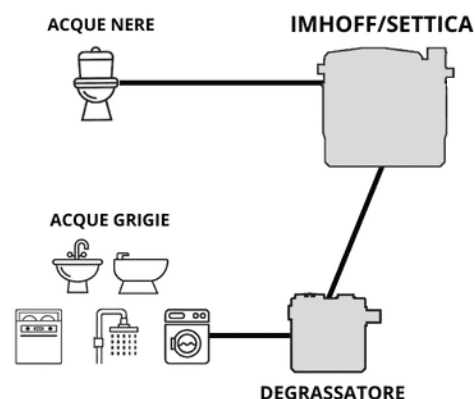 ACQUE NERE
IMHOFF/SETTICA
ACQUE GRIGIE
DEGRASSATORE